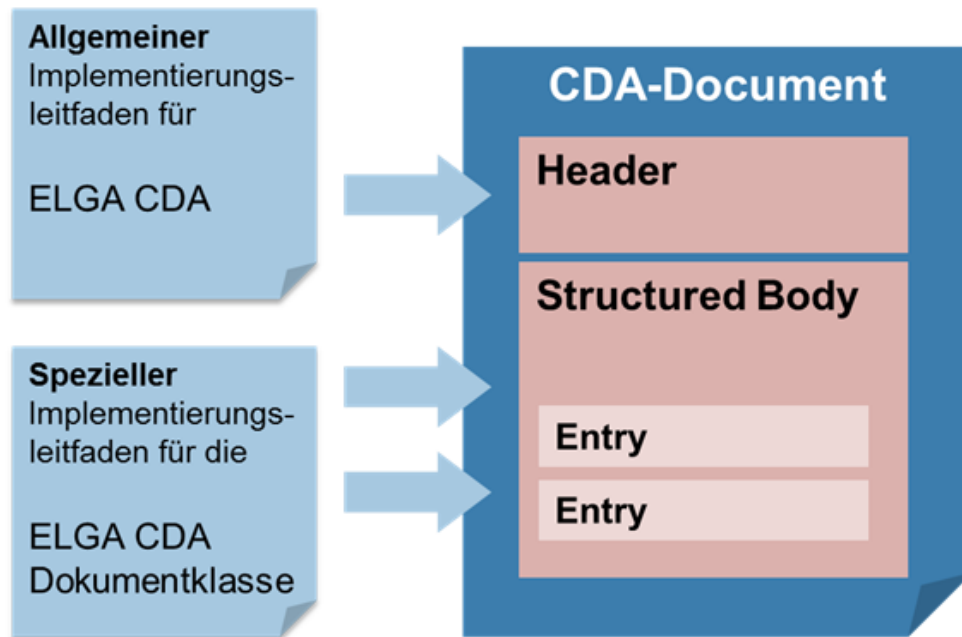 Allgemeiner
Implementierungs-
leitfaden für
ELGA CDA
Spezieller
Implementierungs-
leitfaden für die
ELGA CDA
Dokumentklasse
CDA-Document
Header
Structured Body
Entry
Entry